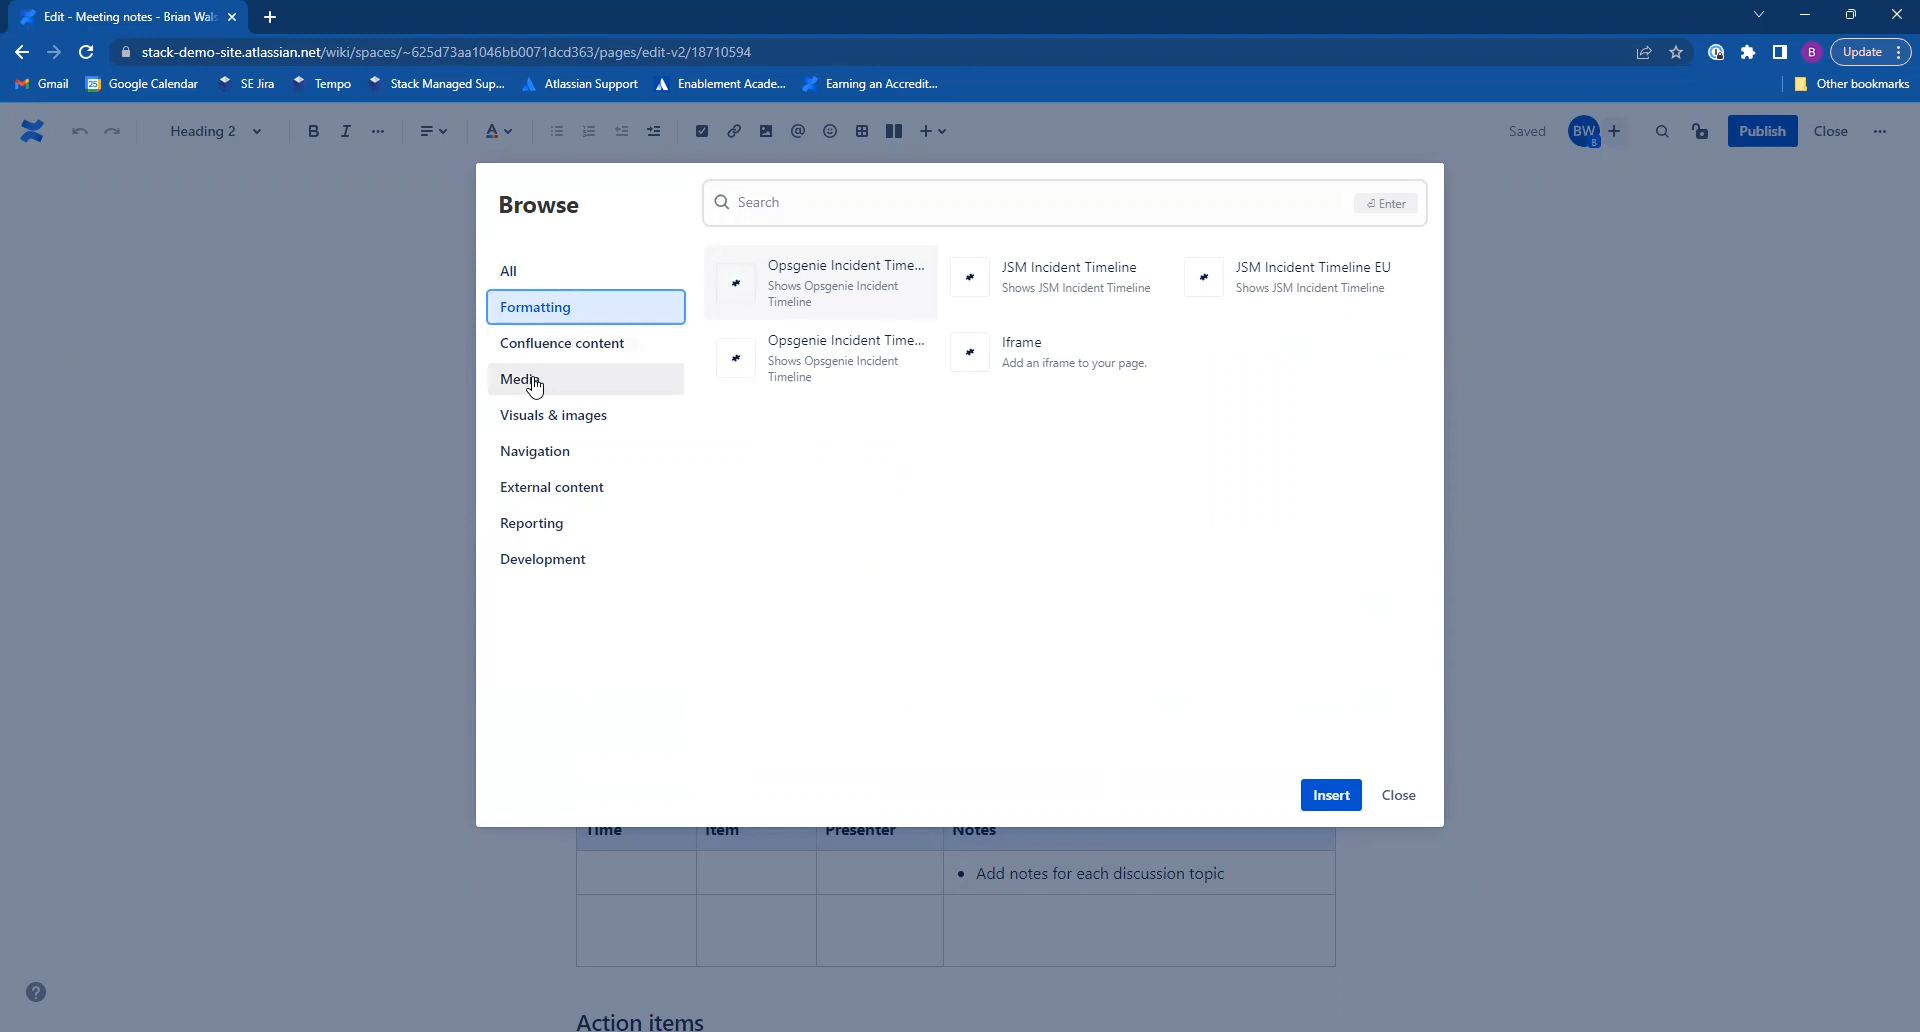 Edit - Meeting notes - Brian Wals
stack-demo-site.atlassian.net/wiki/spaces/~625d73aa1046bb0071dcd363/pages/edit-v2/18710594
B
Update
Gmail
Google Calendar
SE Jira
Tempo
Stack Managed Sup...
Atlassian Support
Enablement Acade...
Earning an Accredit...
Other bookmarks
Heading 2
B
I
A
@
Saved
BW
B
Publish
Close
Browse
Search
Enter
All
Formatting
Confluence content
Media
Visuals & images
Navigation
External content
Reporting
Development
Opsgenie Incident Time...
Shows Opsgenie Incident
Timeline
JSM Incident Timeline
Shows JSM Incident Timeline
JSM Incident Timeline EU
Shows JSM Incident Timeline
Opsgenie Incident Time...
Shows Opsgenie Incident
Timeline
Iframe
Add an iframe to your page.
Insert
Close
Time
Item
Presenter
Notes
• Add notes for each discussion topic
Action items
?